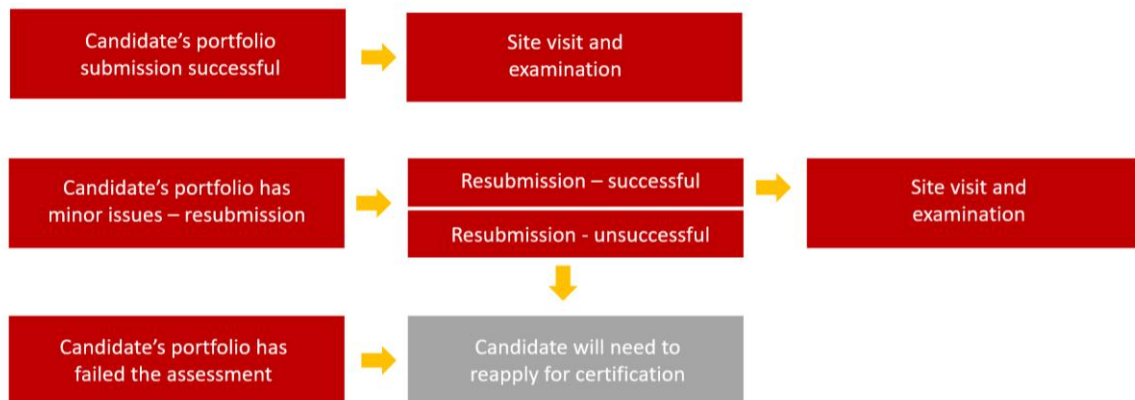 Candidate’s portfolio
submission successful
Site visit and
examination
Candidate’s portfolio has
minor issues – resubmission
Resubmission – successful
Resubmission - unsuccessful
Site visit and
examination
Candidate’s portfolio has
failed the assessment
Candidate will need to
reapply for certification